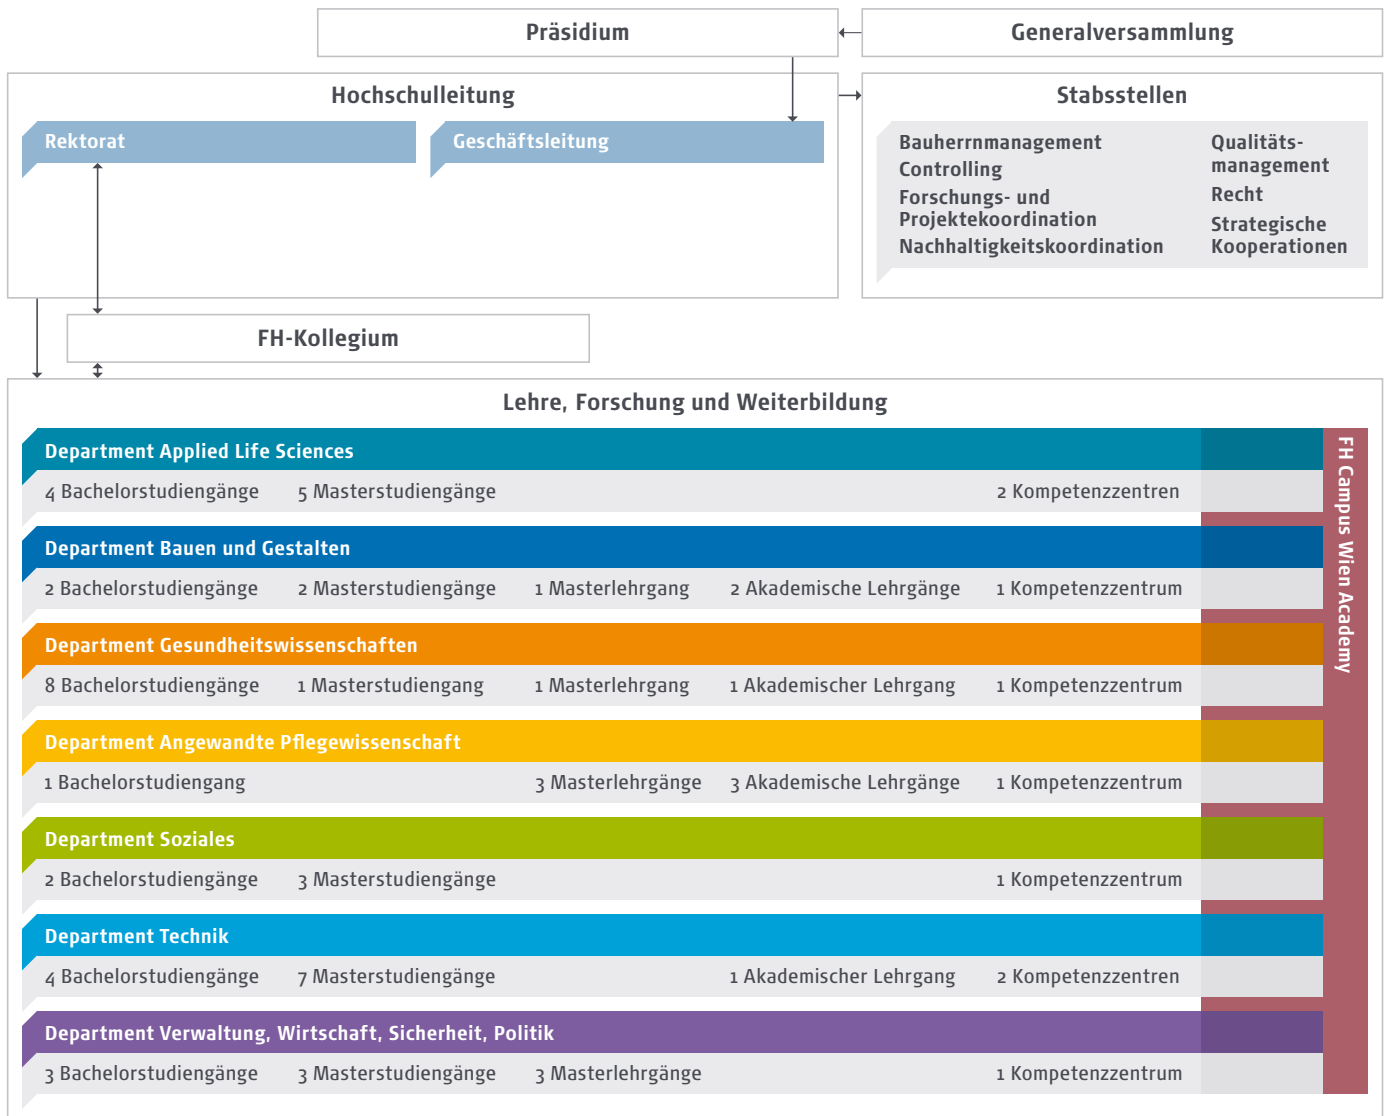 Präsidium
Generalversammlung
Hochschulleitung
Rektorat
Geschäftsleitung
Stabsstellen
Bauherrnmanagement
Controlling
Forschungs- und
Projektekoordination
Nachhaltigkeitskoordination
Qualitäts-
management
Recht
Strategische
Kooperationen
FH-Kollegium
Lehre, Forschung und Weiterbildung
Department Applied Life Sciences
4 Bachelorstudiengänge 5 Masterstudiengänge 2 Kompetenzzentren
Department Bauen und Gestalten
2 Bachelorstudiengänge 2 Masterstudiengänge 1 Masterlehrgang 2 Akademische Lehrgänge 1 Kompetenzzentrum
Department Gesundheitswissenschaften
8 Bachelorstudiengänge 1 Masterstudiengang 1 Masterlehrgang 1 Akademischer Lehrgang 1 Kompetenzzentrum
Department Angewandte Pflegewissenschaft
1 Bachelorstudiengang 3 Masterlehrgänge 3 Akademische Lehrgänge 1 Kompetenzzentrum
Department Soziales
2 Bachelorstudiengänge 3 Masterstudiengänge 1 Kompetenzzentrum
Department Technik
4 Bachelorstudiengänge 7 Masterstudiengänge 1 Akademischer Lehrgang 2 Kompetenzzentren
Department Verwaltung, Wirtschaft, Sicherheit, Politik
3 Bachelorstudiengänge 3 Masterstudiengänge 3 Masterlehrgänge 1 Kompetenzzentrum
FH Campus Wien Academy